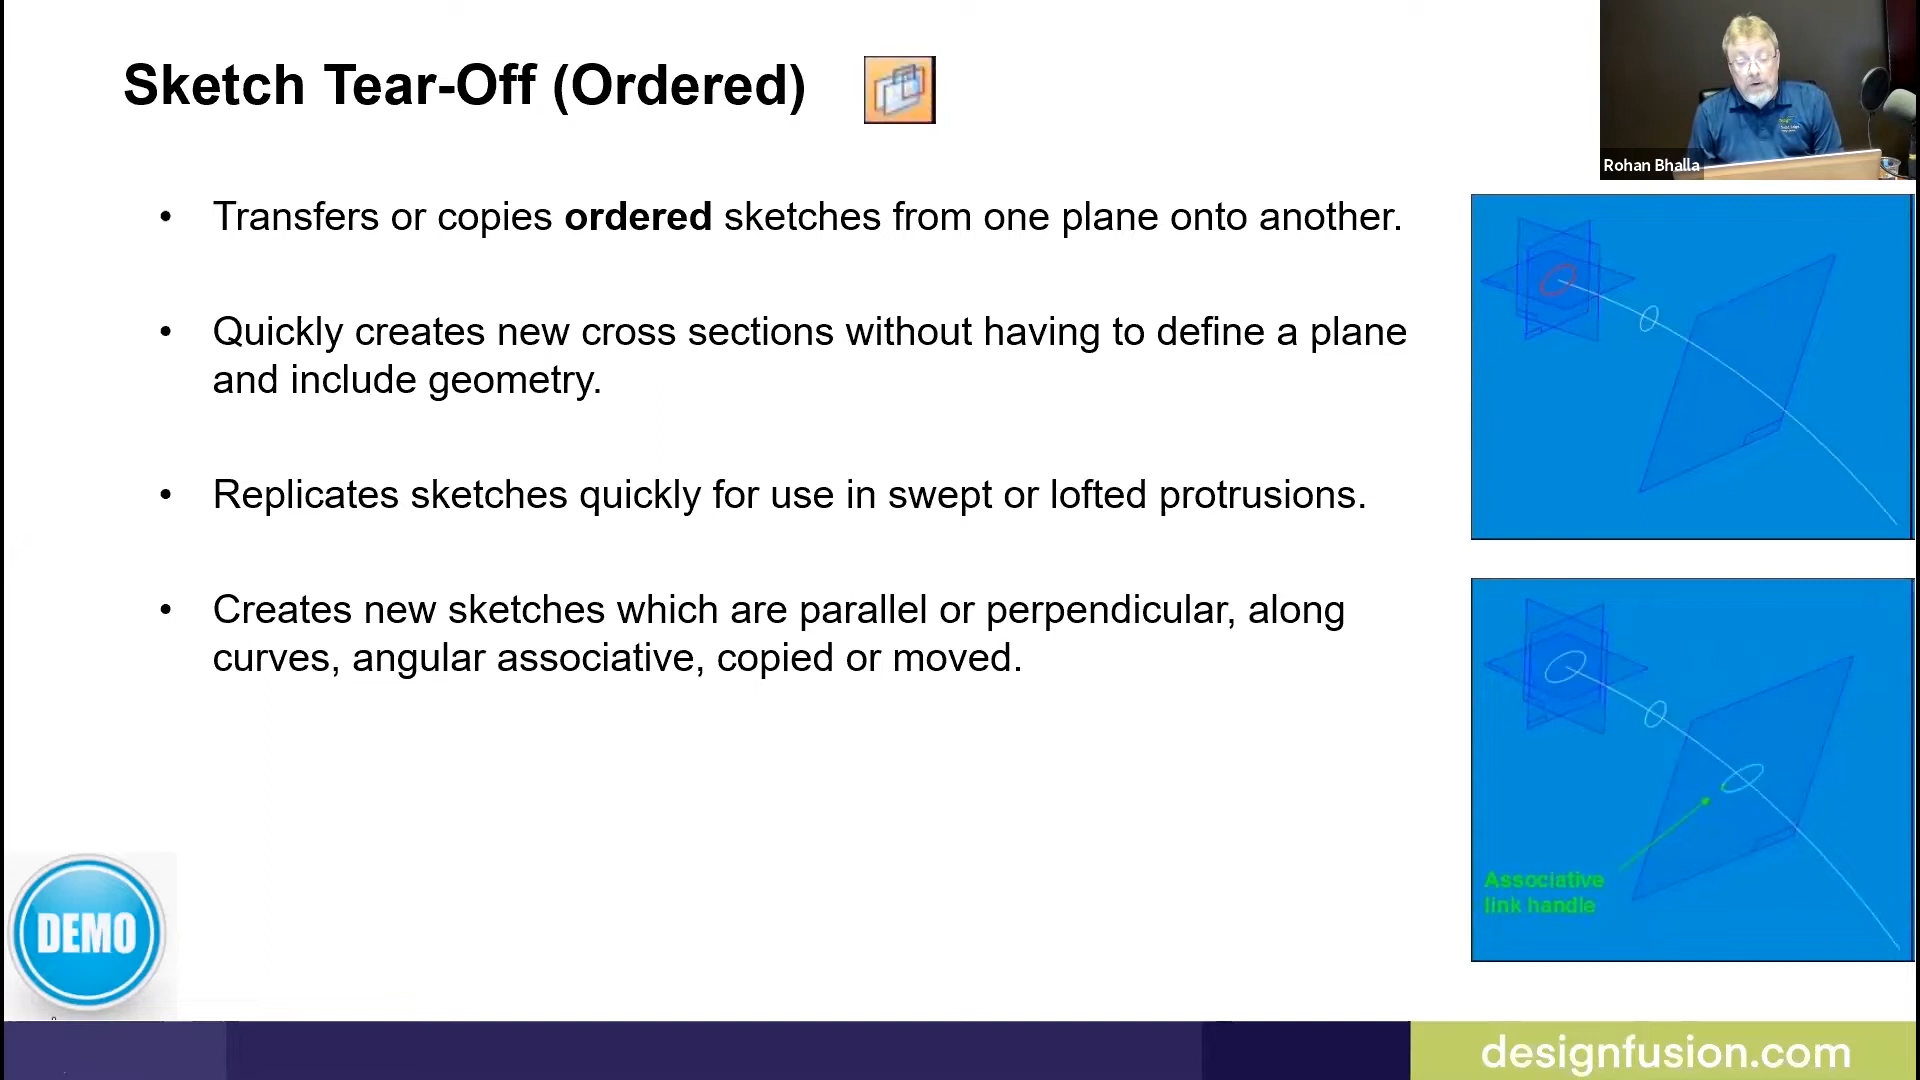 Sketch Tear-Off (Ordered)
Rohan Bhalla
• Transfers or copies ordered sketches from one plane onto another.
• Quickly creates new cross sections without having to define a plane
and include geometry.
• Replicates sketches quickly for use in swept or lofted protrusions.
• Creates new sketches which are parallel or perpendicular, along
curves, angular associative, copied or moved.
Associative
link handle
DEMO
designfusion.com